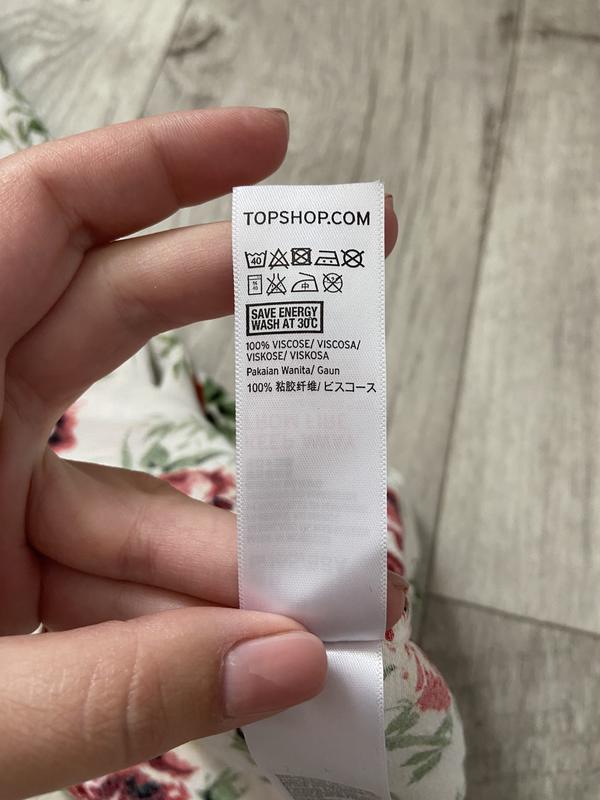 TOPSHOP.COM
40
SAVE ENERGY
WASH AT 30°C
100% VISCOSE/ VISCOSA/
VISKOSE/ VISKOSA
Pakaian Wanita/ Gaun
100% 粘胶纤维/ ビスコース